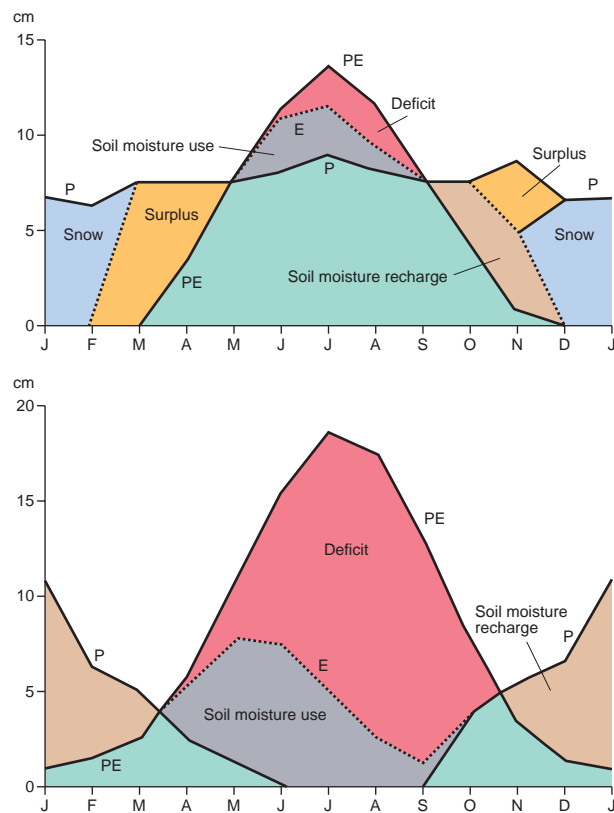 cm
15
PE
Deficit
Soil moisture use
E
10
Surplus
P
P
P
Snow
Surplus
Snow
5
PE
Soil moisture recharge
0
J F M A M J J A S O N D J
cm
20
15
PE
Deficit
10
Soil moisture
recharge
P
P
E
5
Soil moisture use
PE
0
J F M A M J J A S O N D J